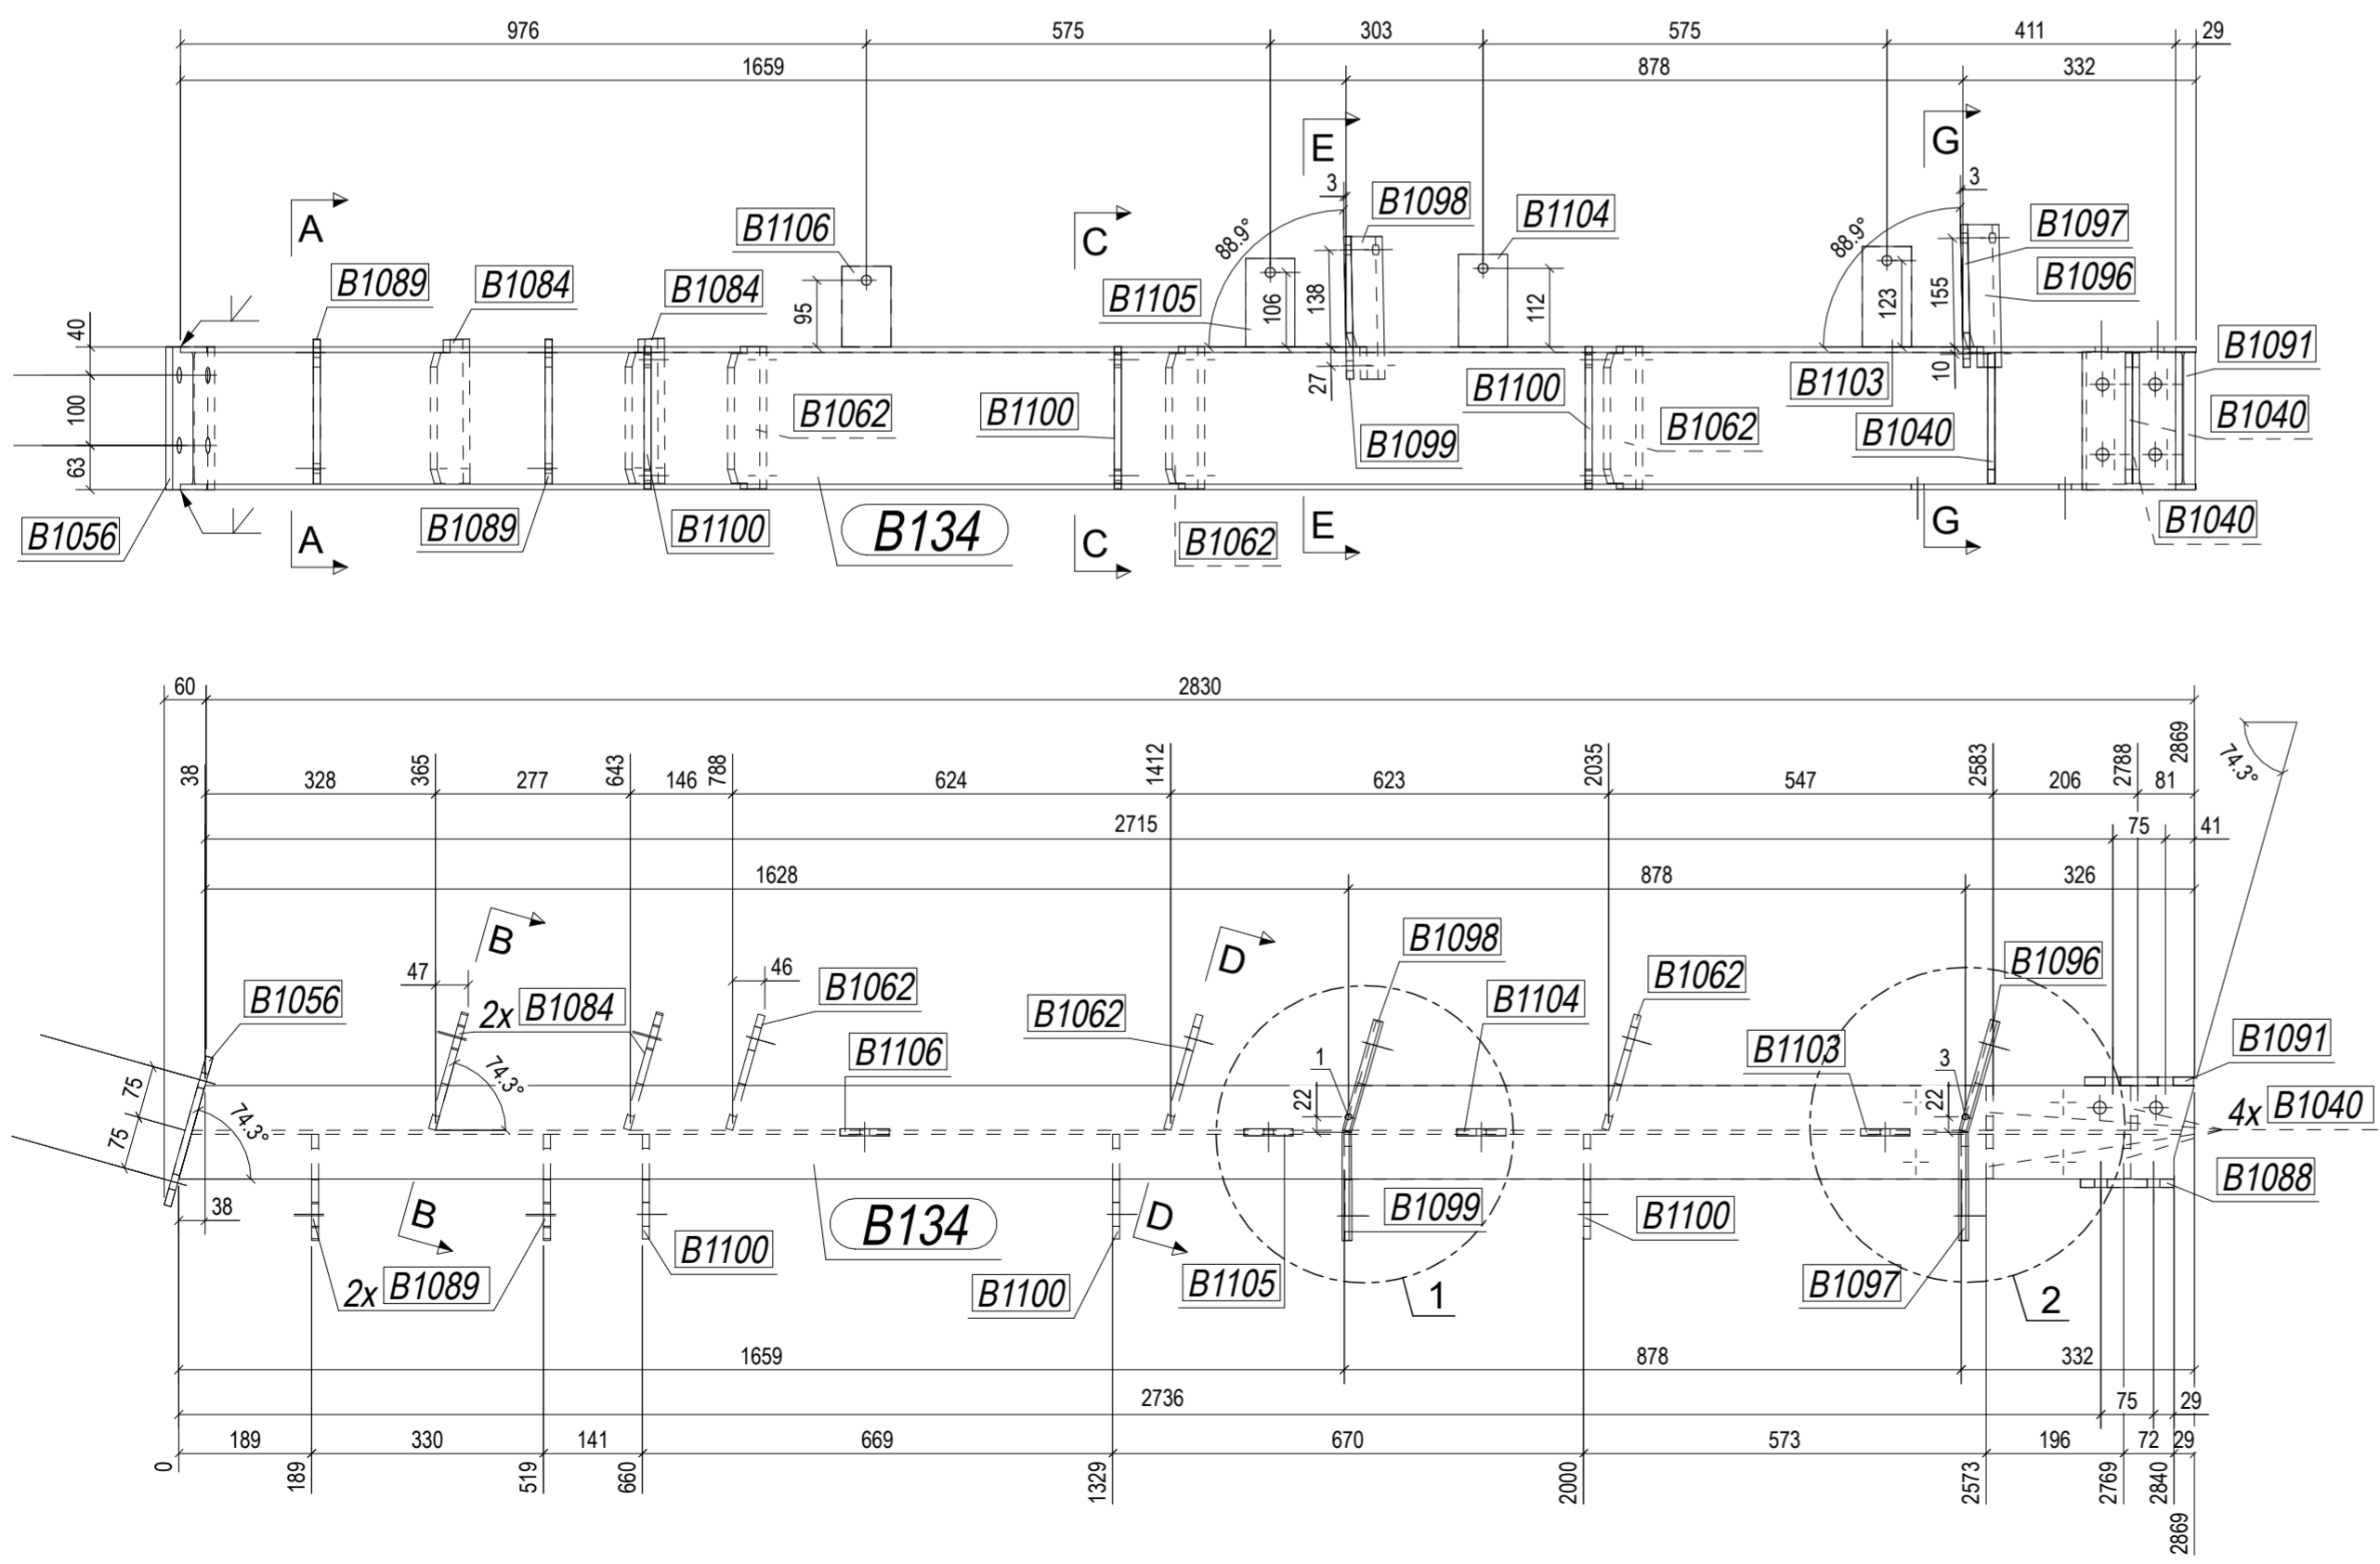 976 575 303 575 411 29
1659 878 332
A
C
E
G
3
3
88.9°
88.9°
B1106
B1098
B1104
B1097
B1096
B1089
B1084
B1084
B1105
95
106
138
112
123
155
40
100
63
27
10
B1062
B1100
B1100
B1062
B1103
B1040
B1091
B1040
B1099
B1056
A
B1089
B1100
B134
C
B1062
E
G
B1040
60 2830
38 328 365 277 643 146 788 624 1412 623 2035 547 2583 206 2788 81 2869
74.3°
2715 75 41
1628 878 326
B
D
47
46
B1056
2x B1084
B1062
B1062
B1098
B1104
B1062
B1096
B1106
B1103
B1091
75
75
74.3°
74.3°
1
22
3
22
4x B1040
38
B
B134
D
B1099
B1100
B1088
B1100
2x B1089
B1100
B1105
1
B1097
2
1659 878 332
2736 75 29
189 330 141 669 670 573 196 72 29
0 189 519 660 1329 2000 2573 2769 2840 2869